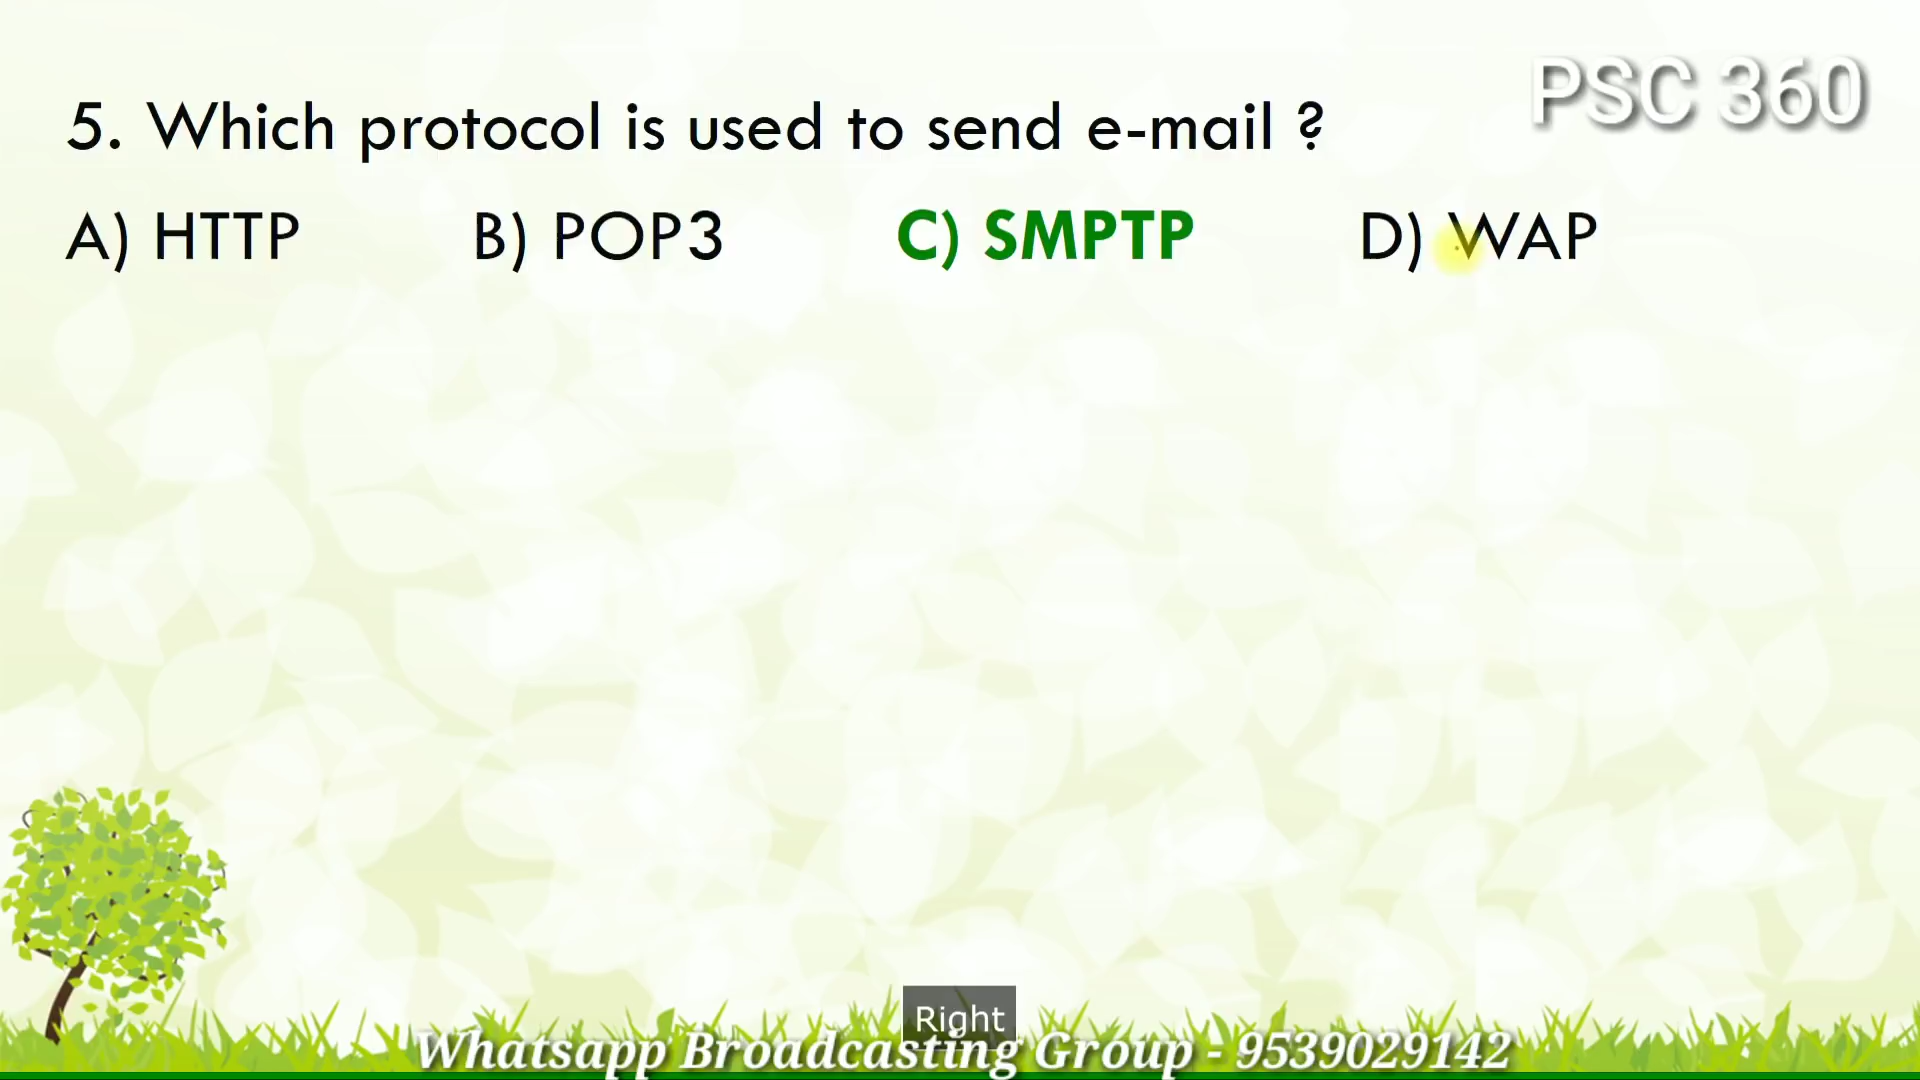 PSC 360
5. Which protocol is used to send e-mail ?
A) HTTP B) POP3 C) SMPTP D) WAP
Right
Whatsapp Broadcasting Group - 9539029142